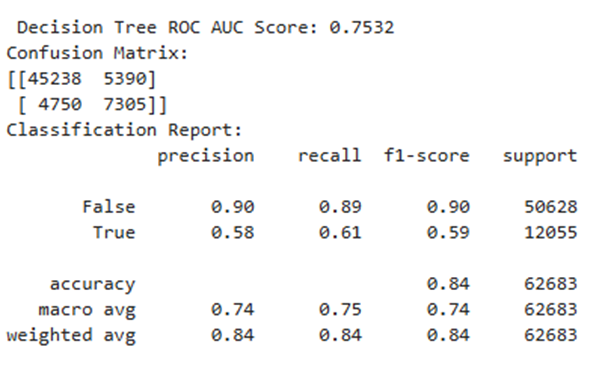 Decision Tree ROC AUC Score: 0.7532
Confusion Matrix:
[[45238  5390]
 [ 4750  7305]]
Classification Report:
              precision    recall  f1-score   support

       False       0.90      0.89      0.90     50628
        True       0.58      0.61      0.59     12055

    accuracy                           0.84     62683
   macro avg       0.74      0.75      0.74     62683
weighted avg       0.84      0.84      0.84     62683